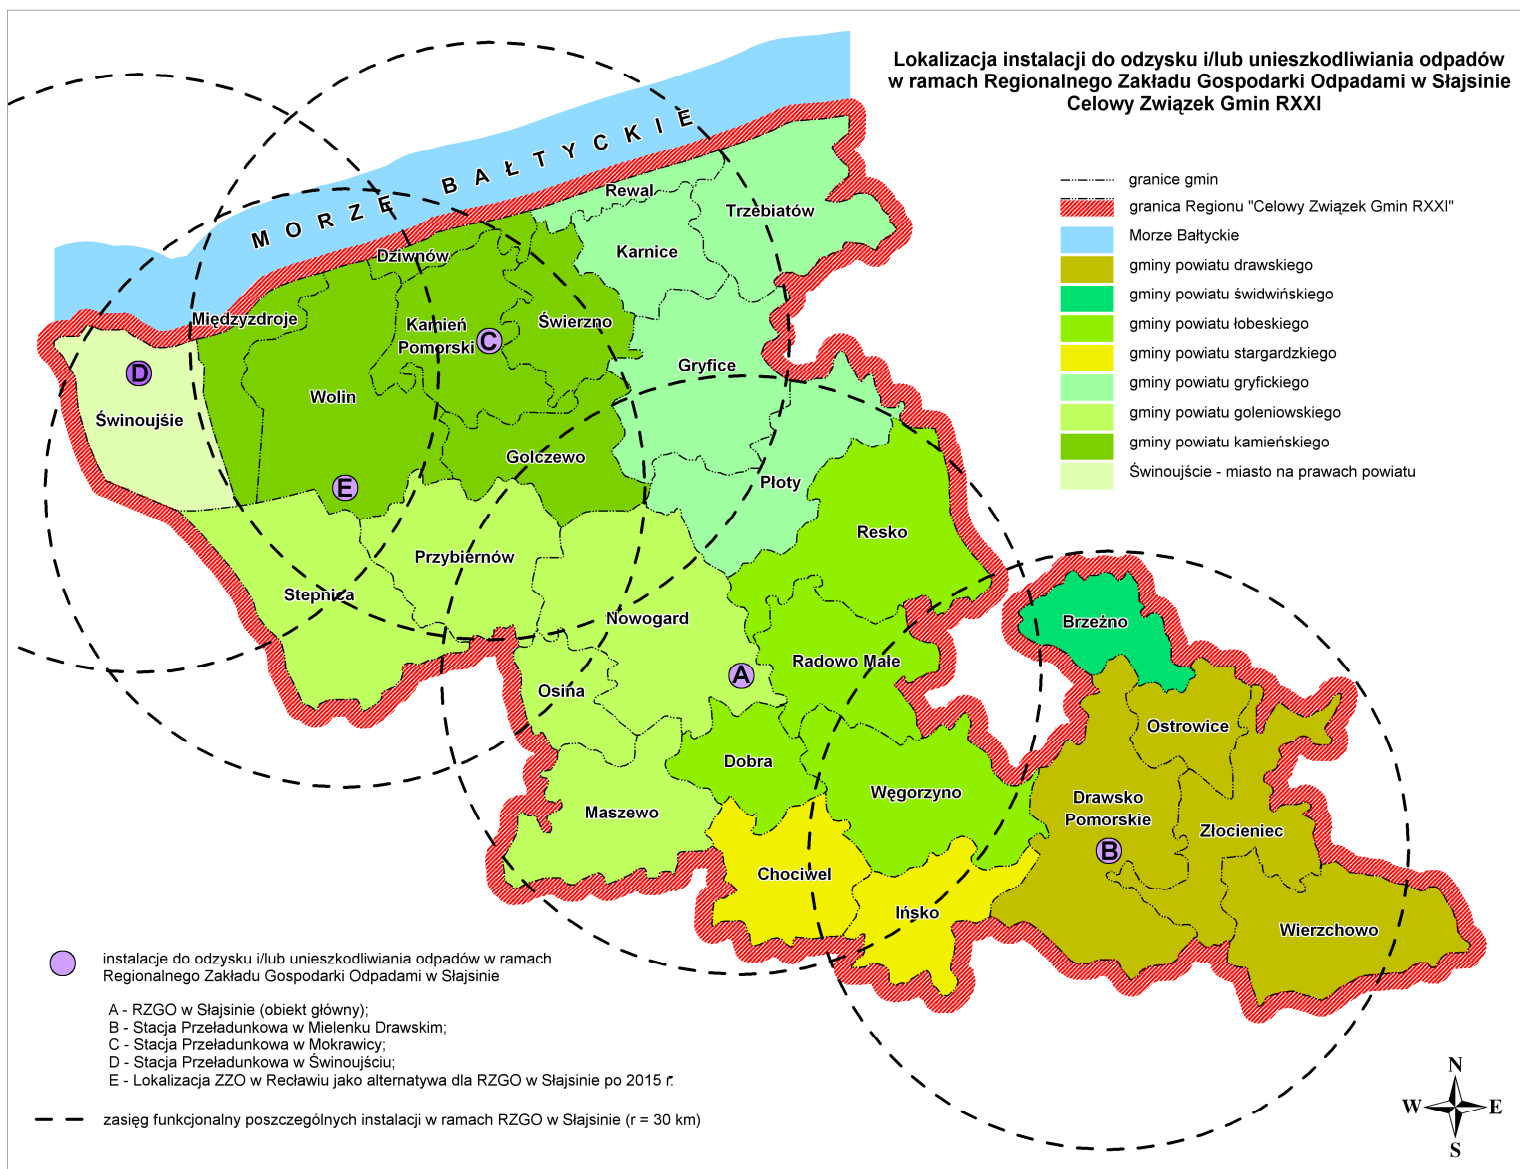 Lokalizacja instalacji do odzysku i/lub unieszkodliwiania odpadów
w ramach Regionalnego Zakładu Gospodarki Odpadami w Słajsinie
Celowy Związek Gmin RXXI
granice gmin
granica Regionu "Celowy Związek Gmin RXXI"
Morze Bałtyckie
gminy powiatu drawskiego
gminy powiatu świdwińskiego
gminy powiatu łobeskiego
gminy powiatu stargardzkiego
gminy powiatu gryfickiego
gminy powiatu goleniowskiego
gminy powiatu kamieńskiego
Świnoujście - miasto na prawach powiatu
MORZE BAŁTYCKIE
Rewal
Trzebiatów
Karnice
Dziwnów
Międzyzdroje
Kamień
Pomorski
C
Świerzno
D
Gryfice
Wolin
Świnoujśie
Golczewo
E
Płoty
Resko
Przybiernów
Stepnica
Nowogard
Brzeżno
Radowo Małe
A
Osina
Ostrowice
Dobra
Węgorzyno
Drawsko
Pomorskie
Maszewo
Złocieniec
B
Chociwel
Ińsko
Wierzchowo
instalacje do odzysku i/lub unieszkodliwiania odpadów w ramach
Regionalnego Zakładu Gospodarki Odpadami w Słajsinie
A - RZGO w Słajsinie (obiekt główny);
B - Stacja Przeładunkowa w Mielenku Drawskim;
C - Stacja Przeładunkowa w Mokrawicy;
D - Stacja Przeładunkowa w Świnoujściu;
E - Lokalizacja ZZO w Recławiu jako alternatywa dla RZGO w Słajsinie po 2015 r.
zasięg funkcjonalny poszczególnych instalacji w ramach RZGO w Słajsinie (r = 30 km)
N
W E
S